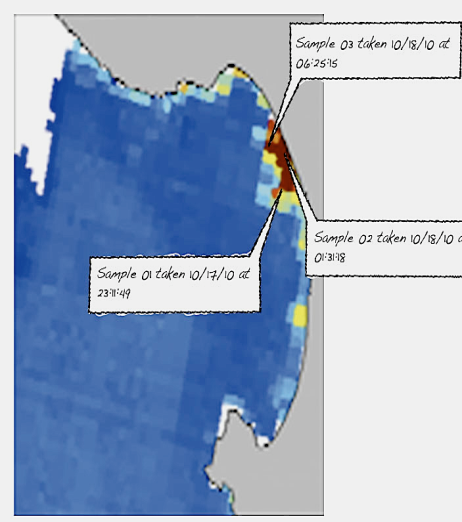 Sample 03 taken 10/18/10 at
06:25:15
Sample 02 taken 10/18/10 a
01:31:18
Sample 01 taken 10/17/10 at
23:11:49